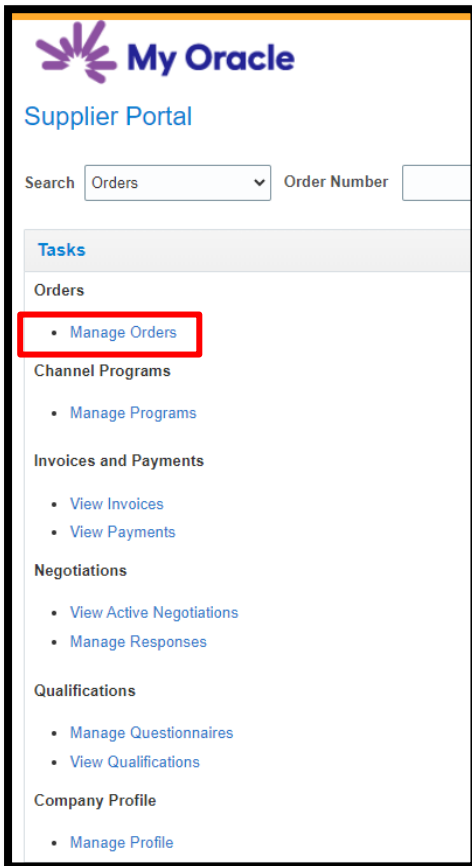 My Oracle
Supplier Portal
Search Orders Order Number
Tasks
Orders
• Manage Orders
Channel Programs
• Manage Programs
Invoices and Payments
• View Invoices
• View Payments
Negotiations
• View Active Negotiations
• Manage Responses
Qualifications
• Manage Questionnaires
• View Qualifications
Company Profile
• Manage Profile